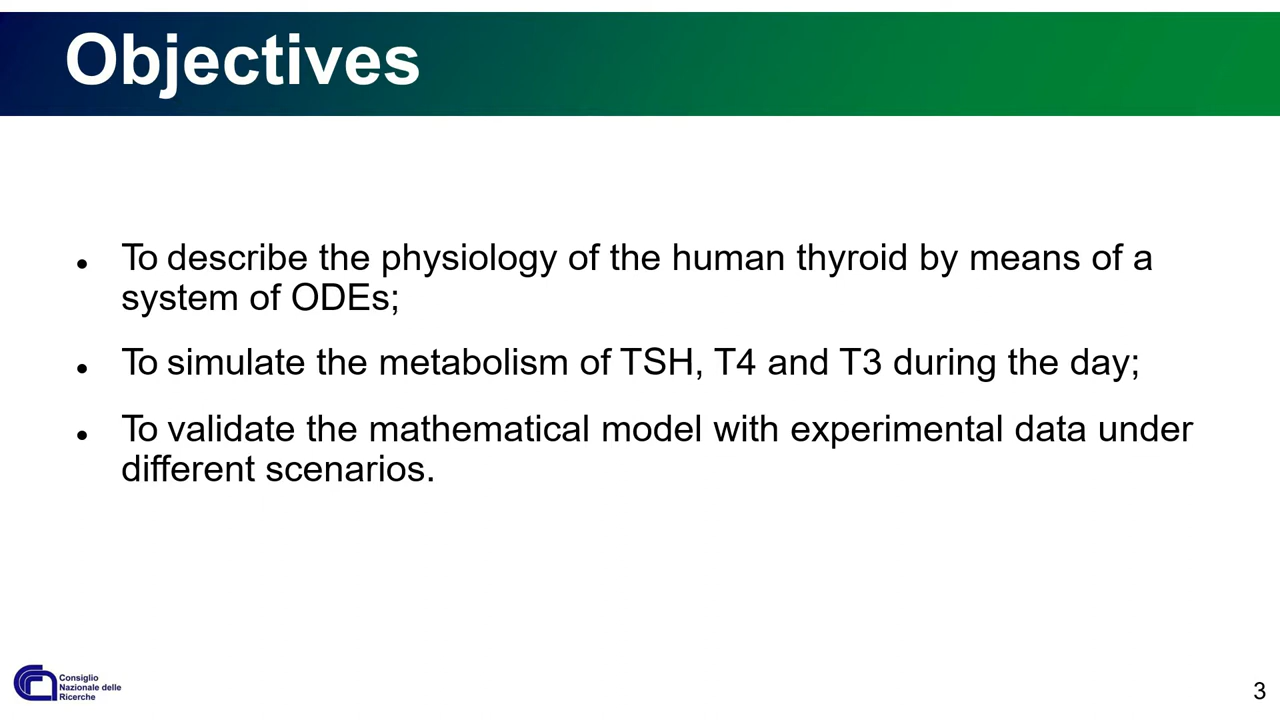 Objectives
● To describe the physiology of the human thyroid by means of a
system of ODEs;
● To simulate the metabolism of TSH, T4 and T3 during the day;
● To validate the mathematical model with experimental data under
different scenarios.
Consiglio
Nazionale delle
Ricerche
3